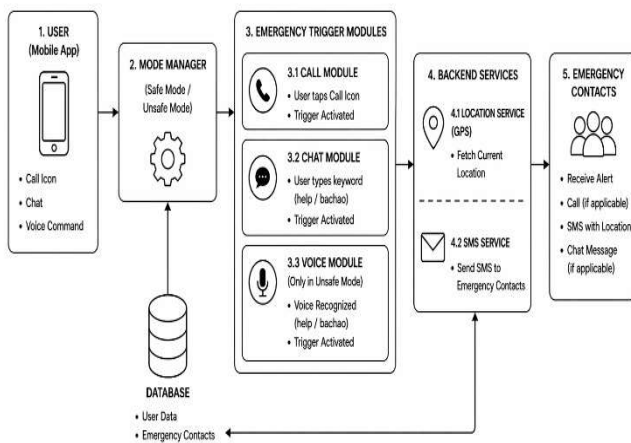 1. USER
(Mobile App)
• Call Icon
• Chat
• Voice Command
2. MODE MANAGER
(Safe Mode /
Unsafe Mode)
3. EMERGENCY TRIGGER MODULES
3.1 CALL MODULE
• User taps Call Icon
• Trigger Activated
3.2 CHAT MODULE
• User types keyword
(help / bachao)
• Trigger Activated
3.3 VOICE MODULE
(Only in Unsafe Mode)
• Voice Recognized
(help / bachao)
• Trigger Activated
4. BACKEND SERVICES
4.1 LOCATION SERVICE
(GPS)
• Fetch Current
Location
4.2 SMS SERVICE
• Send SMS to
Emergency Contacts
5. EMERGENCY
CONTACTS
• Receive Alert
• Call (if applicable)
• SMS with Location
• Chat Message
(if applicable)
DATABASE
• User Data
• Emergency Contacts